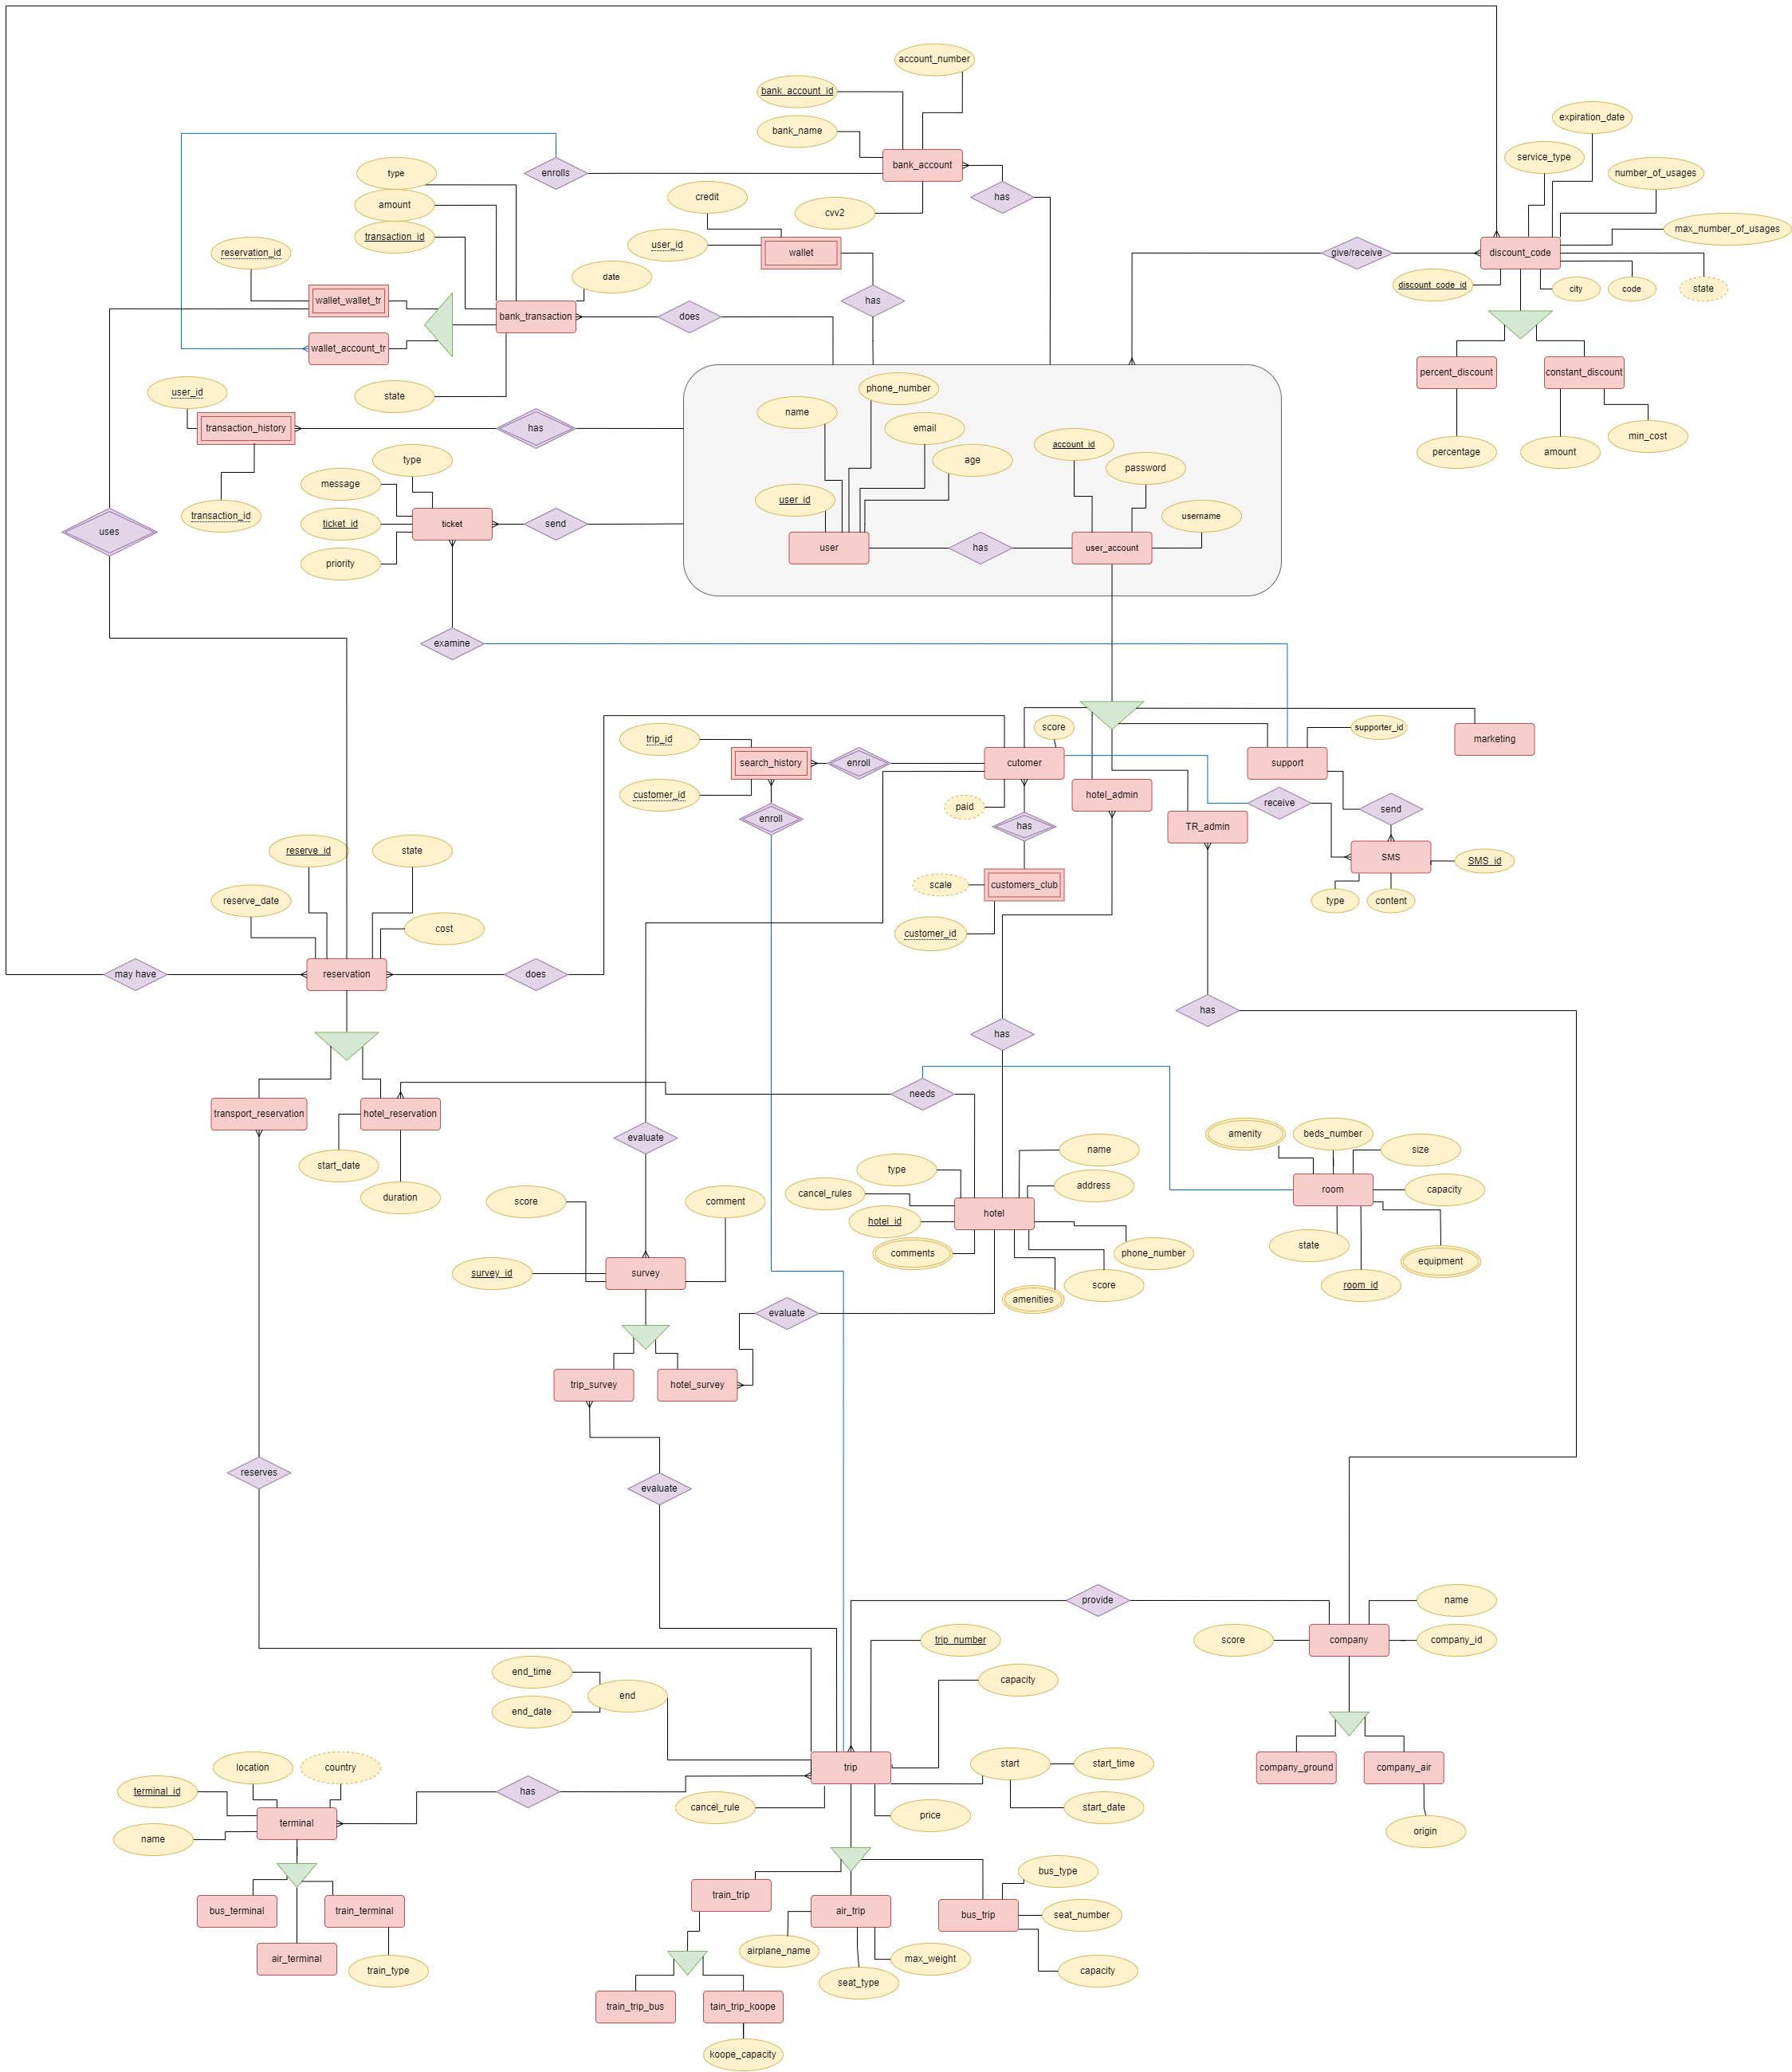 account_number
bank_account_id
bank_name
bank_account
enrolls
has
cvv2
credit
user_id
wallet
has
type
amount
transaction_id
date
bank_transaction
does
state
reservation_id
wallet_wallet_tr
wallet_account_tr
expiration_date
service_type
number_of_usages
max_number_of_usages
give/receive
discount_code
discount_code_id
city
code
state
percent_discount
constant_discount
percentage
amount
min_cost
user_id
transaction_history
has
transaction_id
type
message
ticket_id
ticket
send
priority
uses
phone_number
name
email
age
user_id
user
has
account_id
password
username
user_account
examine
trip_id
search_history
enroll
customer_id
enroll
score
cutomer
paid
has
scale
customers_club
customer_id
hotel_admin
TR_admin
support
supporter_id
marketing
receive
send
SMS
SMS_id
type
content
reserve_id
state
reserve_date
cost
may have
reservation
does
has
has
transport_reservation
hotel_reservation
start_date
duration
needs
evaluate
score
comment
survey_id
survey
evaluate
trip_survey
hotel_survey
type
name
cancel_rules
address
hotel_id
hotel
comments
phone_number
score
amenities
amenity
beds_number
size
room
capacity
state
equipment
room_id
reserves
evaluate
provide
name
score
company
company_id
company_ground
company_air
origin
trip_number
end_time
end
end_date
capacity
trip
start
start_time
start_date
cancel_rule
price
location
country
terminal_id
terminal
name
has
bus_terminal
train_terminal
air_terminal
train_type
train_trip
air_trip
bus_trip
bus_type
seat_number
capacity
airplane_name
seat_type
max_weight
train_trip_bus
tain_trip_koope
koope_capacity